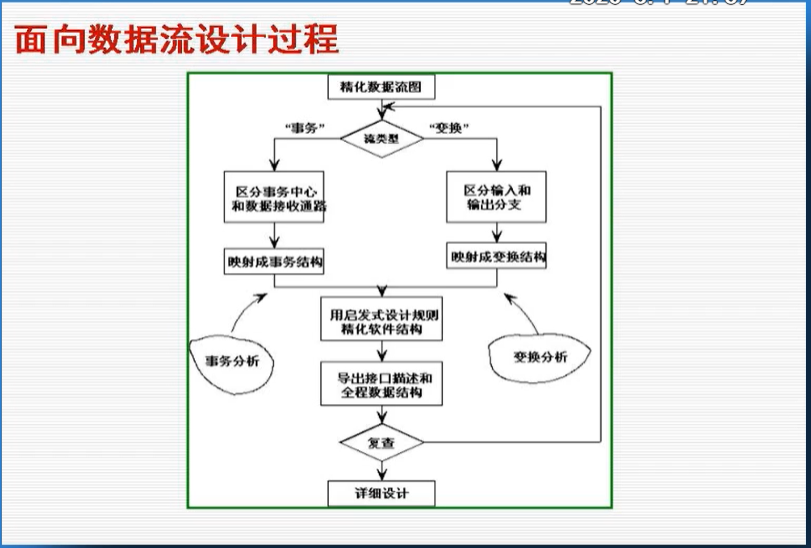 面向数据流设计过程
精化数据流图
“事务”
“变换”
流类型
区分事务中心
和数据接收通路
区分输入和
输出分支
映射成事务结构
映射成变换结构
用启发式设计规则
精化软件结构
事务分析
变换分析
导出接口描述和
全程数据结构
复查
详细设计